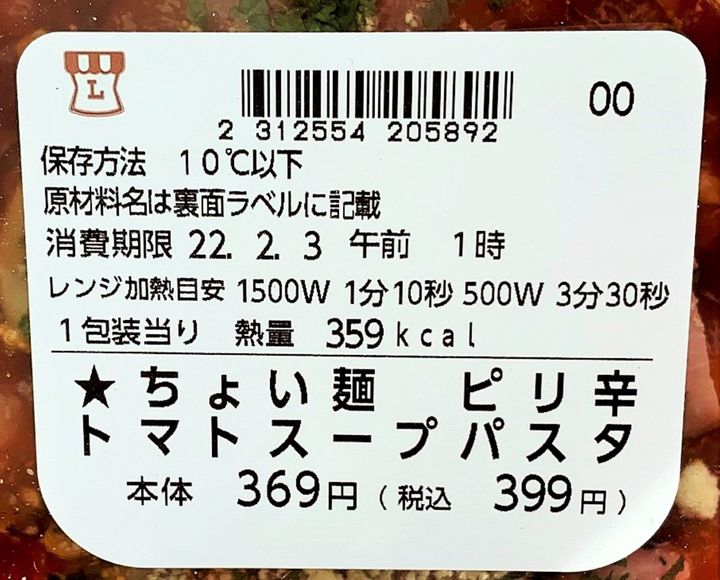 L
00
2 312554 205892
保存方法 10℃以下
原材料名は裏面ラベルに記載
消費期限 22. 2. 3 午前 1時
レンジ加熱目安 1500W 1分10秒 500W 3分30秒
1包装当り 熱量 359kcal
★ちょい麺 ピリ辛
トマトスープパスタ
本体 369円(税込 399円)